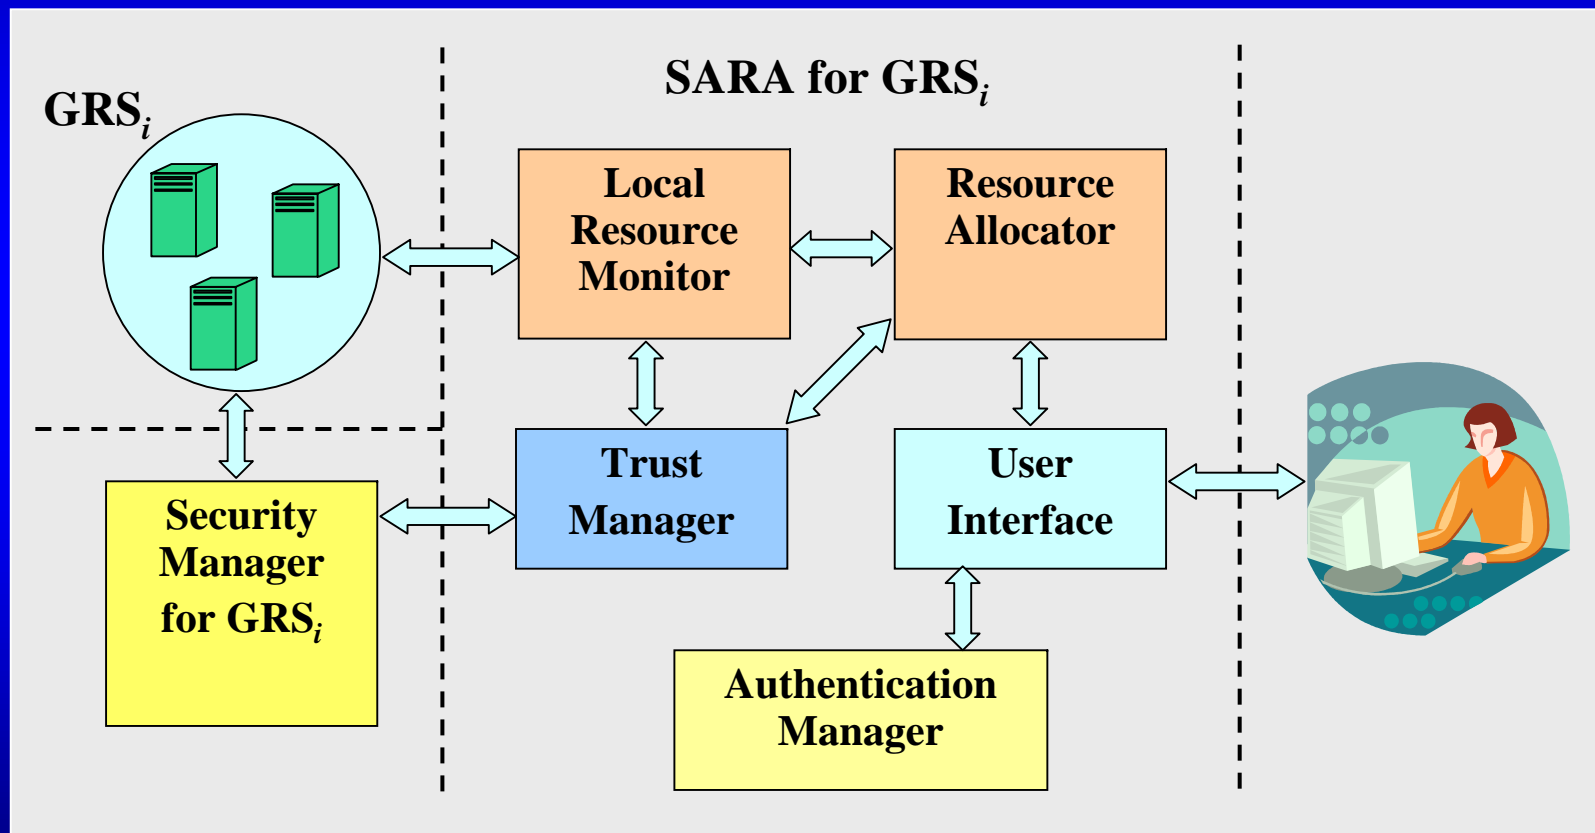 SARA for GRSi
GRSi
Local
Resource
Monitor
Resource
Allocator
Trust
Manager
User
Interface
Security
Manager
for GRSi
Authentication
Manager